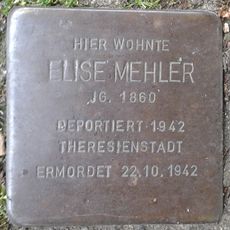 HIER WOHNTE
ELISE MEHLER
JG. 1860
DEPORTIERT 1942
THERESIENSTADT
ERMORDET 22.10.1942